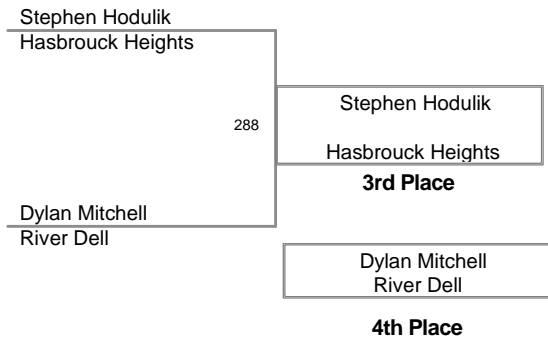 Stephen Hodulik
Hasbrouck Heights
288
Stephen Hodulik
Hasbrouck Heights
3rd Place
Dylan Mitchell
River Dell
Dylan Mitchell
River Dell
4th Place